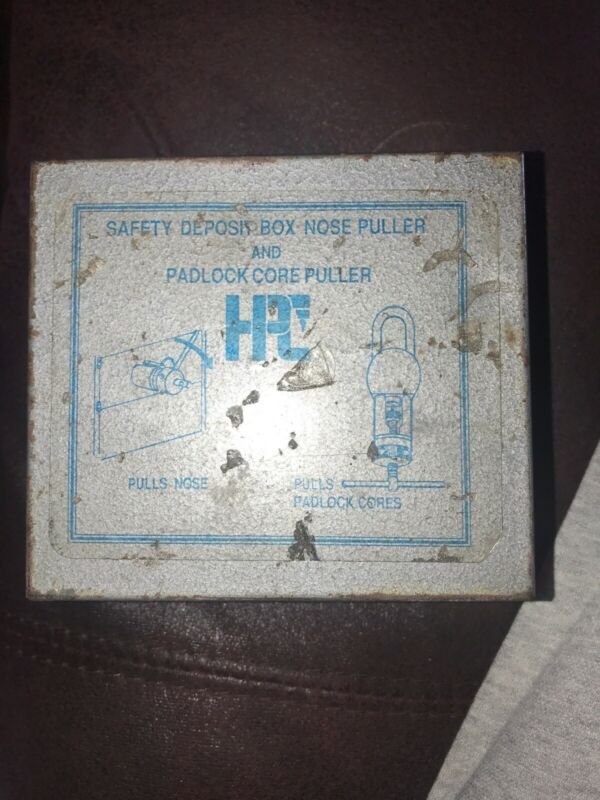 SAFETY DEPOSIT BOX NOSE PULLER
AND
PADLOCK CORE PULLER
HPC
PULLS NOSE
PULLS
PADLOCK CORES